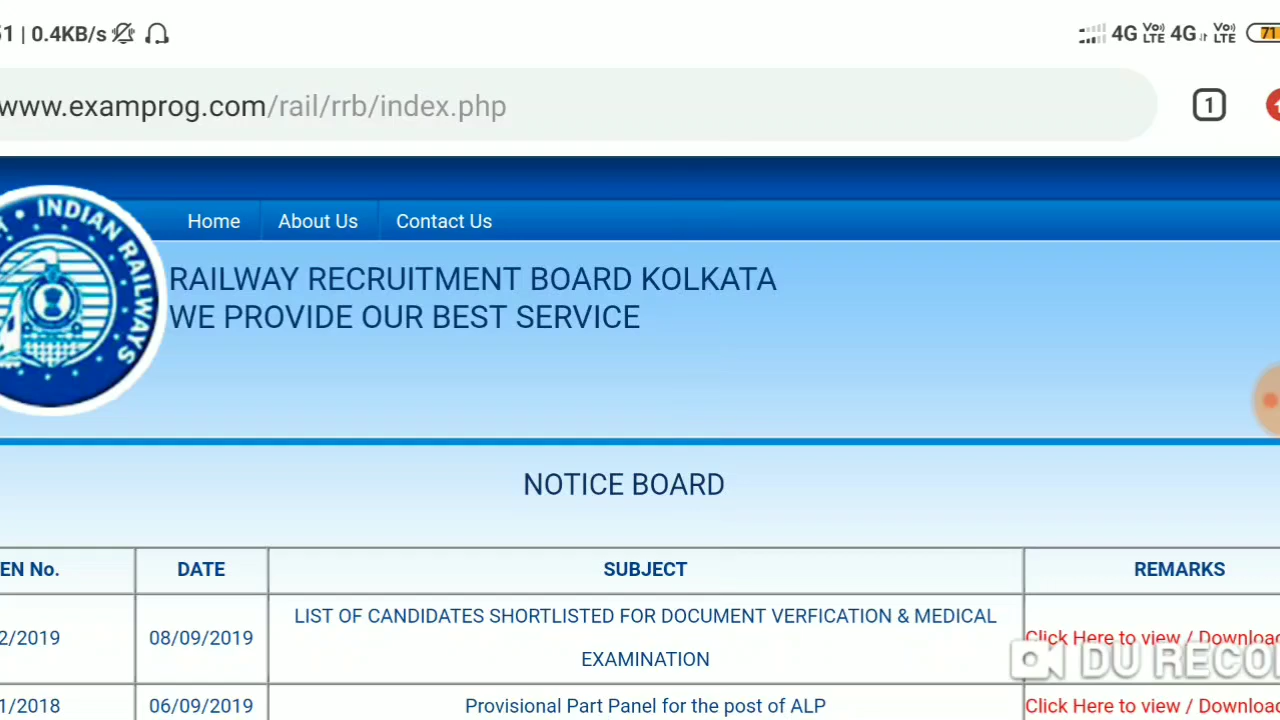 51 | 0.4KB/s 4G VoLTE 4G VoLTE 71
www.examprog.com/rail/rrb/index.php 1
INDIAN RAILWAYS
Home About Us Contact Us
RAILWAY RECRUITMENT BOARD KOLKATA
WE PROVIDE OUR BEST SERVICE
NOTICE BOARD
EN No. DATE SUBJECT REMARKS
2/2019 08/09/2019 LIST OF CANDIDATES SHORTLISTED FOR DOCUMENT VERFICATION & MEDICAL EXAMINATION Click Here to view / Download
DU RECO
1/2018 06/09/2019 Provisional Part Panel for the post of ALP Click Here to view / Download